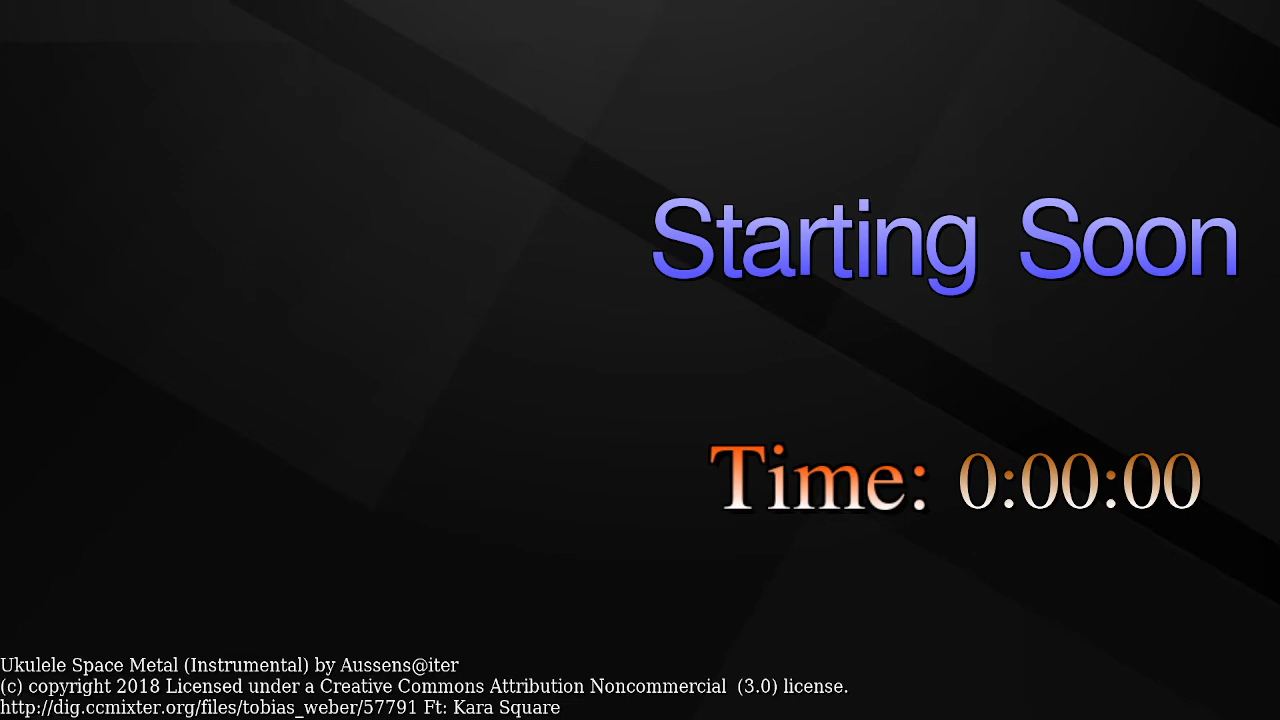 Starting Soon
Time: 0:00:00
Ukulele Space Metal (Instrumental) by Aussens@iter
(c) copyright 2018 Licensed under a Creative Commons Attribution Noncommercial  (3.0) license.
http://dig.ccmixter.org/files/tobias_weber/57791 Ft: Kara Square